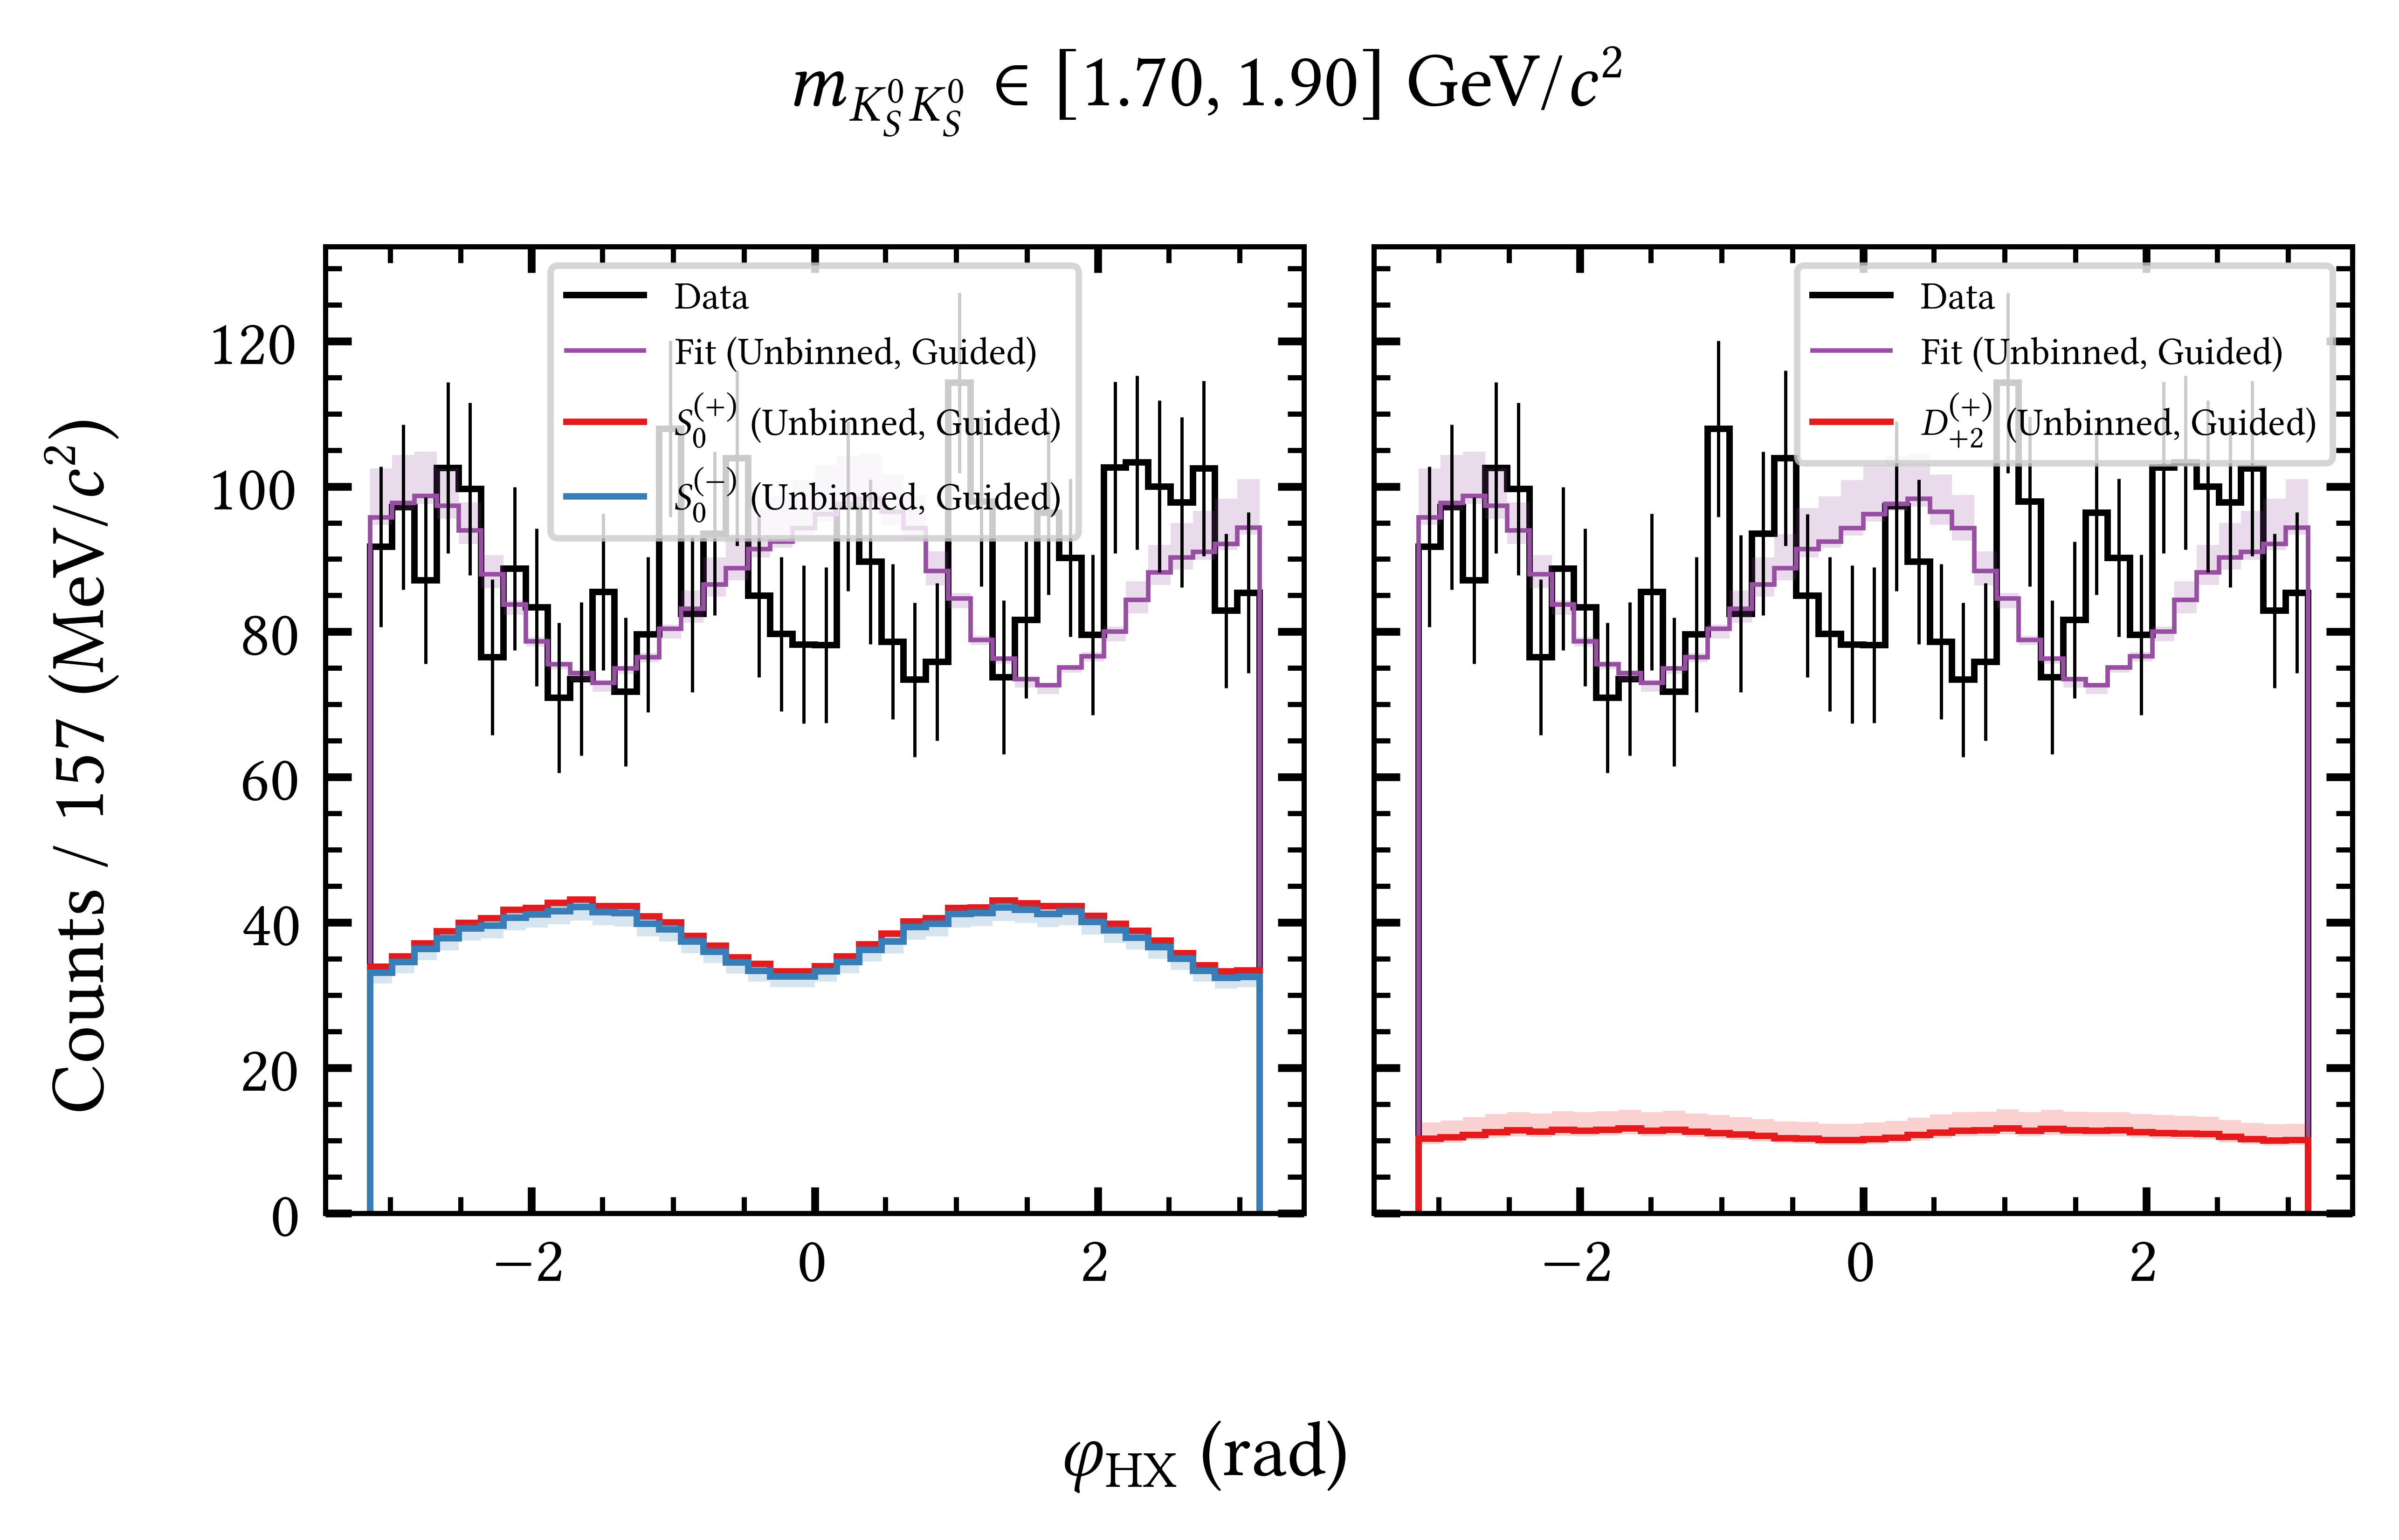 m_{K_S^0 K_S^0} ∈ [1.70, 1.90] GeV/c²
Counts / 157 (MeV/c²)
120
100
80
60
40
20
0
Data
Fit (Unbinned, Guided)
S_0^{(+)} (Unbinned, Guided)
S_0^{(−)} (Unbinned, Guided)
−2 0 2
Data
Fit (Unbinned, Guided)
D_{+2}^{(+)} (Unbinned, Guided)
−2 0 2
φ_{HX} (rad)